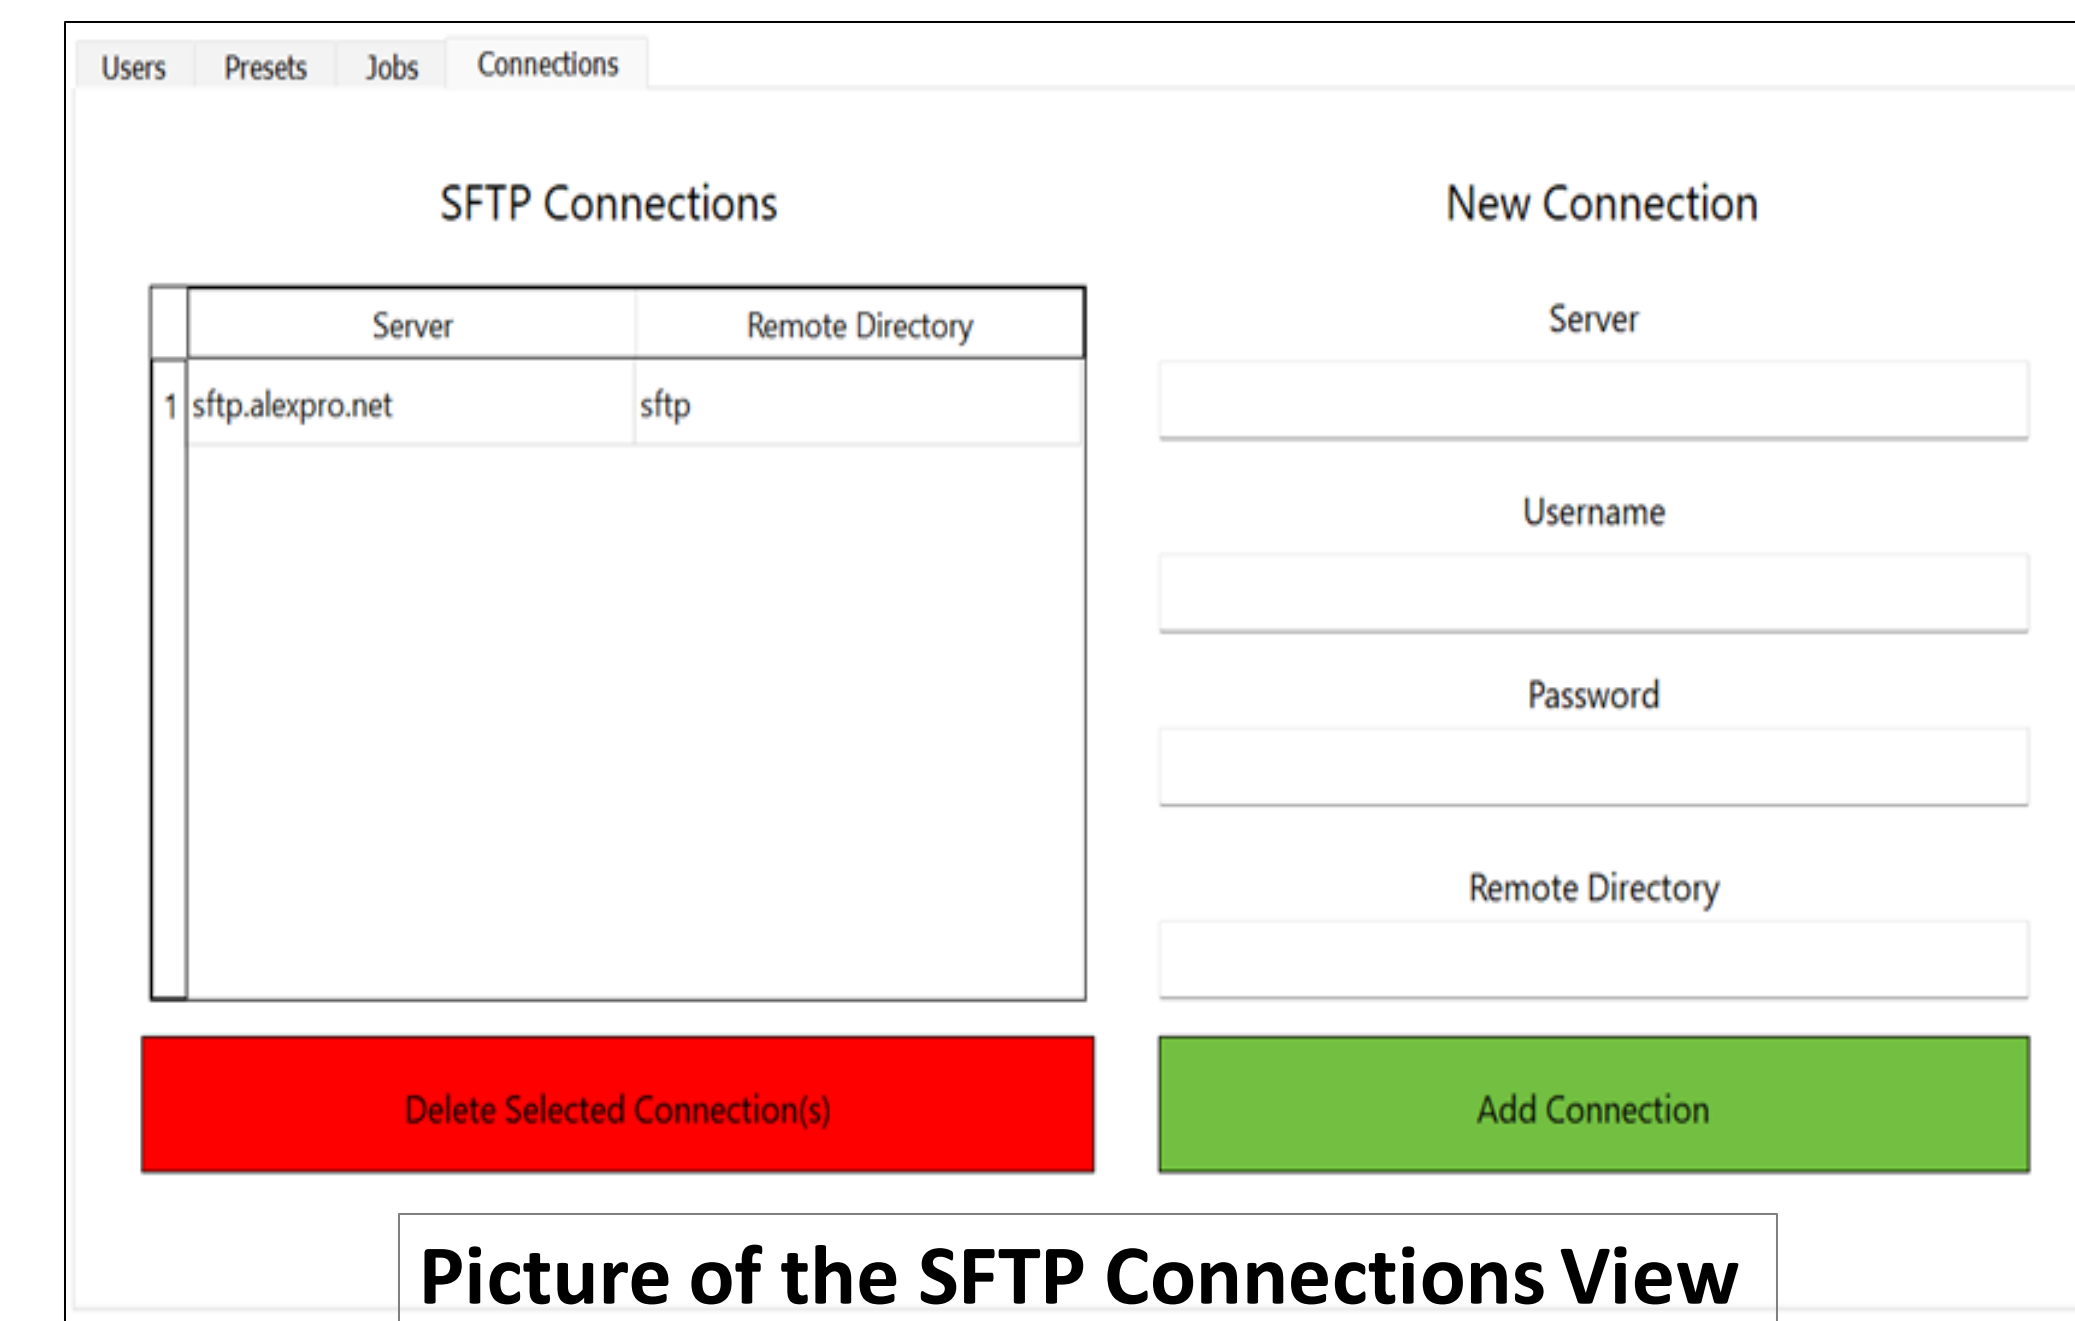 Users Presets Jobs Connections
SFTP Connections
Server Remote Directory
1 sftp.alexpro.net sftp
Delete Selected Connection(s)
New Connection
Server
Username
Password
Remote Directory
Add Connection
Picture of the SFTP Connections View